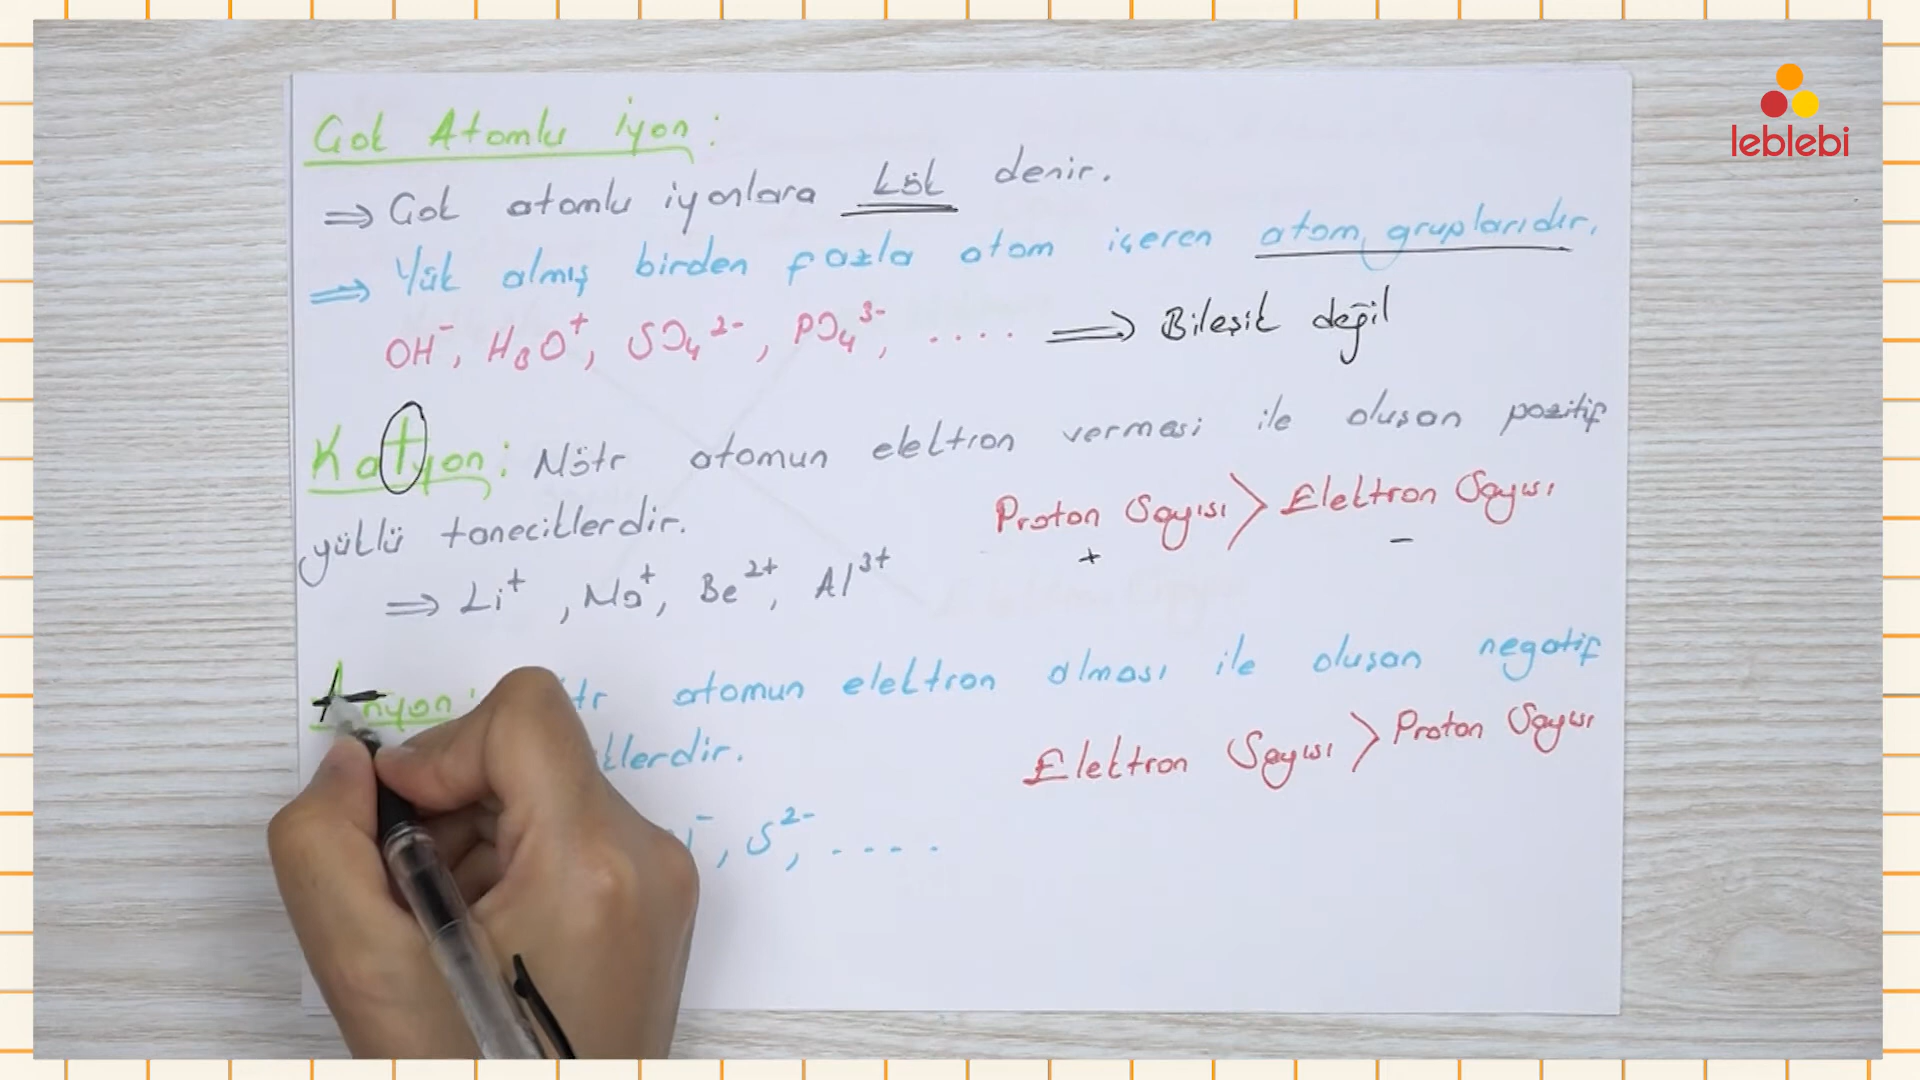 leblebi
Çok Atomlu İyon:
⇒ Çok atomlu iyonlara kök denir.
⇒ Yük almış birden fazla atom içeren atom gruplarıdır.
OH⁻, H₃O⁺, SO₄²⁻, PO₄³⁻, .... ⇒ Bileşik değil
Katyon: Nötr atomun elektron vermesi ile oluşan pozitif
yüklü taneciklerdir.
Proton Sayısı > Elektron Sayısı
+ −
⇒ Li⁺, Na⁺, Be²⁺, Al³⁺
Anyon: atomun elektron alması ile oluşan negatif
Elektron Sayısı > Proton Sayısı
, S²⁻, ....